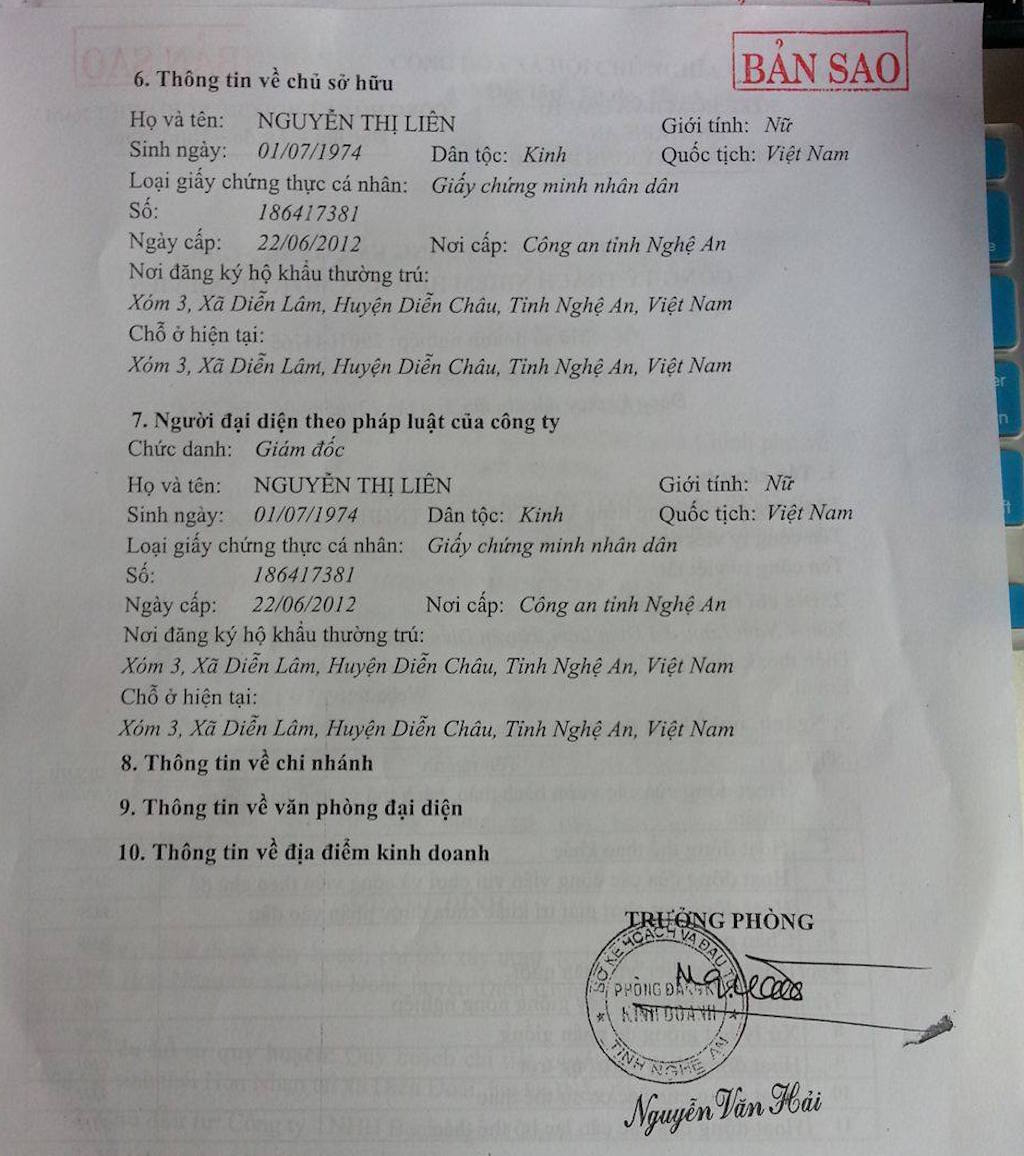 BẢN SAO
6. Thông tin về chủ sở hữu
Họ và tên: NGUYỄN THỊ LIÊN Giới tính: Nữ
Sinh ngày: 01/07/1974 Dân tộc: Kinh Quốc tịch: Việt Nam
Loại giấy chứng thực cá nhân: Giấy chứng minh nhân dân
Số: 186417381
Ngày cấp: 22/06/2012 Nơi cấp: Công an tỉnh Nghệ An
Nơi đăng ký hộ khẩu thường trú:
Xóm 3, Xã Diễn Lâm, Huyện Diễn Châu, Tỉnh Nghệ An, Việt Nam
Chỗ ở hiện tại:
Xóm 3, Xã Diễn Lâm, Huyện Diễn Châu, Tỉnh Nghệ An, Việt Nam
7. Người đại diện theo pháp luật của công ty
Chức danh: Giám đốc
Họ và tên: NGUYỄN THỊ LIÊN Giới tính: Nữ
Sinh ngày: 01/07/1974 Dân tộc: Kinh Quốc tịch: Việt Nam
Loại giấy chứng thực cá nhân: Giấy chứng minh nhân dân
Số: 186417381
Ngày cấp: 22/06/2012 Nơi cấp: Công an tỉnh Nghệ An
Nơi đăng ký hộ khẩu thường trú:
Xóm 3, Xã Diễn Lâm, Huyện Diễn Châu, Tỉnh Nghệ An, Việt Nam
Chỗ ở hiện tại:
Xóm 3, Xã Diễn Lâm, Huyện Diễn Châu, Tỉnh Nghệ An, Việt Nam
8. Thông tin về chi nhánh
9. Thông tin về văn phòng đại diện
10. Thông tin về địa điểm kinh doanh
TRƯỞNG PHÒNG
SỞ KẾ HOẠCH VÀ ĐẦU TƯ
PHÒNG ĐĂNG KÝ
KINH DOANH
TỈNH NGHỆ AN
Nguyễn Văn Hải